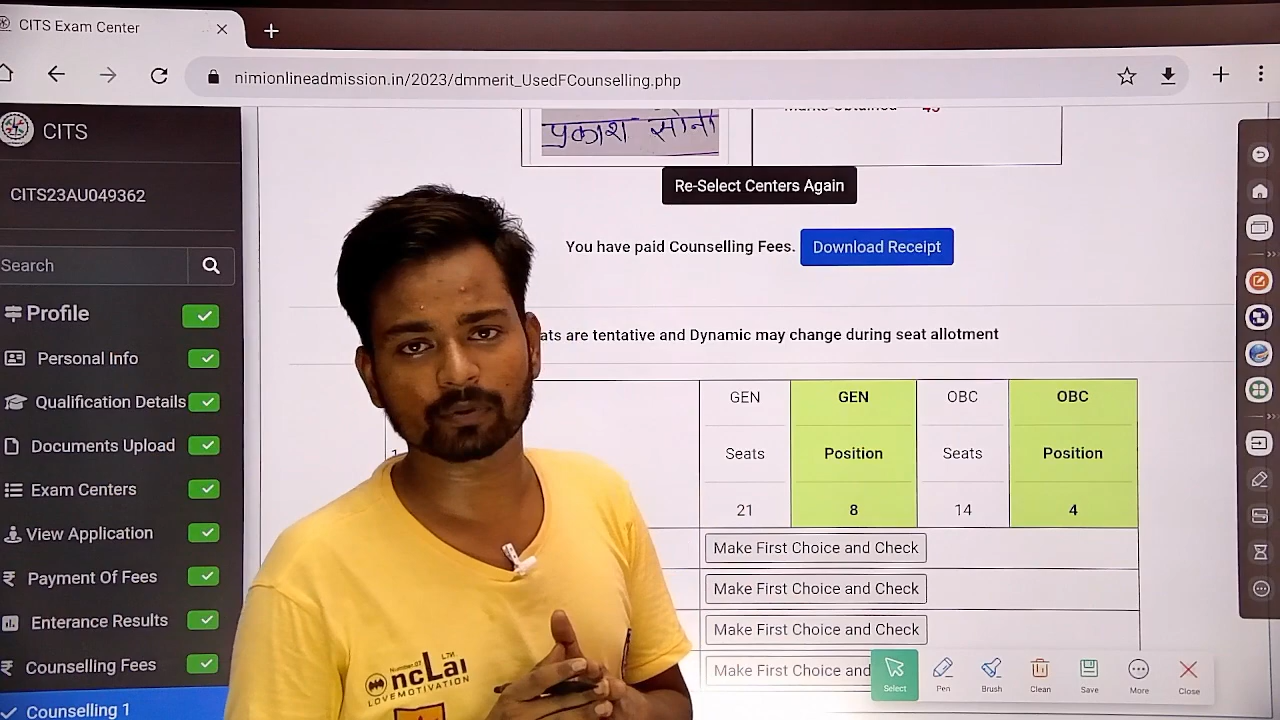 CITS Exam Center
nimionlineadmission.in/2023/dmmerit_UsedFCounselling.php
CITS
CITS23AU049362
Search
Profile
Personal Info
Qualification Details
Documents Upload
Exam Centers
View Application
Payment Of Fees
Enterance Results
Counselling Fees
Counselling 1
प्रकाश सोनी
Re-Select Centers Again
You have paid Counselling Fees. Download Receipt
are tentative and Dynamic may change during seat allotment
GEN GEN OBC OBC
Seats Position Seats Position
21 8 14 4
Make First Choice and Check
Make First Choice and Check
Make First Choice and Check
Make First Choice and
Select Pen Brush Clean Save More Close
LOVEMOTIVATION